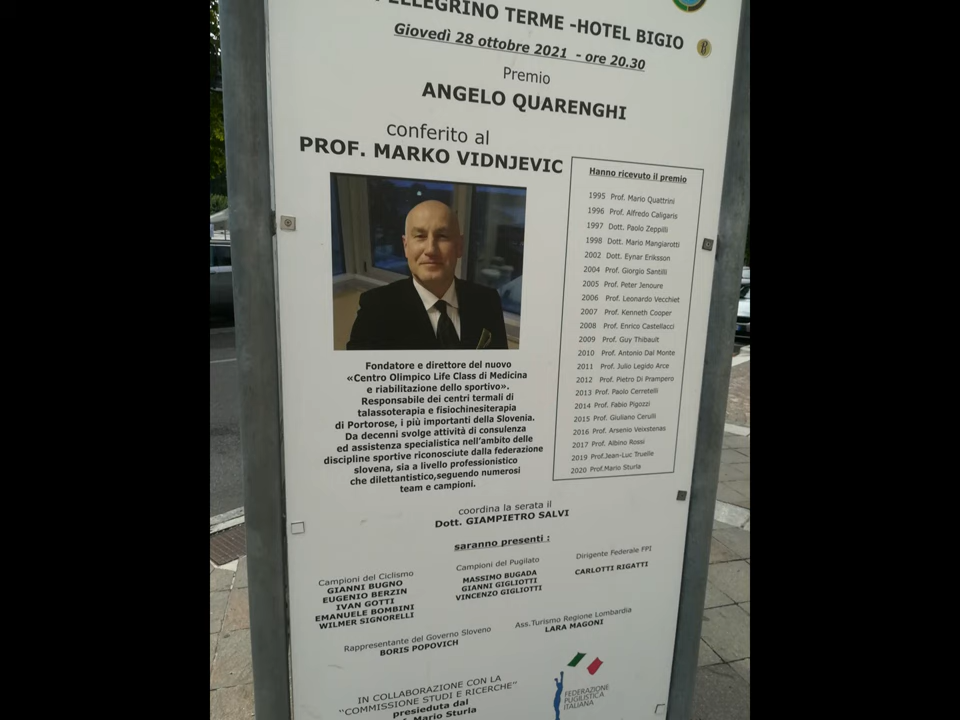 PELLEGRINO TERME -HOTEL BIGIO
Giovedì 28 ottobre 2021 - ore 20.30
Premio
ANGELO QUARENGHI
conferito al
PROF. MARKO VIDNJEVIC
Hanno ricevuto il premio
1995 Prof. Mario Quattrini
1996 Prof. Alfredo Caligaris
1997 Dott. Paolo Zeppilli
1998 Dott. Mario Mangiarotti
2002 Dott. Eynar Eriksson
2004 Prof. Giorgio Santilli
2005 Prof. Peter Jenoure
2006 Prof. Leonardo Vecchiet
2007 Prof. Kenneth Cooper
2008 Prof. Enrico Castellacci
2009 Prof. Guy Thibault
2010 Prof. Antonio Dal Monte
2011 Prof. Julio Legido Arce
2012 Prof. Pietro Di Prampero
2013 Prof. Paolo Cerretelli
2014 Prof. Fabio Pigozzi
2015 Prof. Giuliano Cerulli
2016 Prof. Arsenio Veixstenas
2017 Prof. Albino Rossi
2019 Prof.Jean-Luc Truelle
2020 Prof.Mario Sturla
Fondatore e direttore del nuovo
«Centro Olimpico Life Class di Medicina
e riabilitazione dello sportivo».
Responsabile dei centri termali di
talassoterapia e fisiochinesiterapia
di Portorose, i più importanti della Slovenia.
Da decenni svolge attività di consulenza
ed assistenza specialistica nell'ambito delle
discipline sportive riconosciute dalla federazione
slovena, sia a livello professionistico
che dilettantistico,seguendo numerosi
team e campioni.
coordina la serata il
Dott. GIAMPIETRO SALVI
saranno presenti :
Campioni del Ciclismo
GIANNI BUGNO
EUGENIO BERZIN
IVAN GOTTI
EMANUELE BOMBINI
WILMER SIGNORELLI
Campioni del Pugilato
MASSIMO BUGADA
GIANNI GIGLIOTTI
VINCENZO GIGLIOTTI
Dirigente Federale FPI
CARLOTTI RIGATTI
Rappresentante del Governo Sloveno
BORIS POPOVICH
Ass.Turismo Regione Lombardia
LARA MAGONI
IN COLLABORAZIONE CON LA
"COMMISSIONE STUDI E RICERCHE"
presieduta dal
Mario Sturla
FEDERAZIONE
PUGILISTICA
ITALIANA